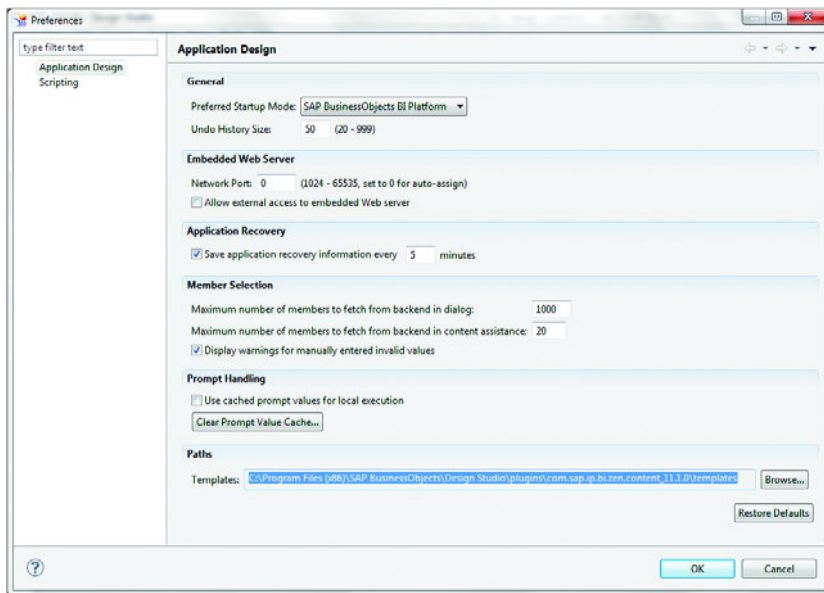 Preferences
type filter text
Application Design
Scripting
Application Design
General
Preferred Startup Mode: SAP BusinessObjects BI Platform
Undo History Size: 50 (20 - 999)
Embedded Web Server
Network Port: 0 (1024 - 65535, set to 0 for auto-assign)
Allow external access to embedded Web server
Application Recovery
Save application recovery information every 5 minutes
Member Selection
Maximum number of members to fetch from backend in dialog: 1000
Maximum number of members to fetch from backend in content assistance: 20
Display warnings for manually entered invalid values
Prompt Handling
Use cached prompt values for local execution
Clear Prompt Value Cache...
Paths
Templates: C:\Program Files (x86)\SAP BusinessObjects\Design Studio\plugins\com.sap.ip.bi.zen.content_11.1.0\templates Browse...
Restore Defaults
OK Cancel